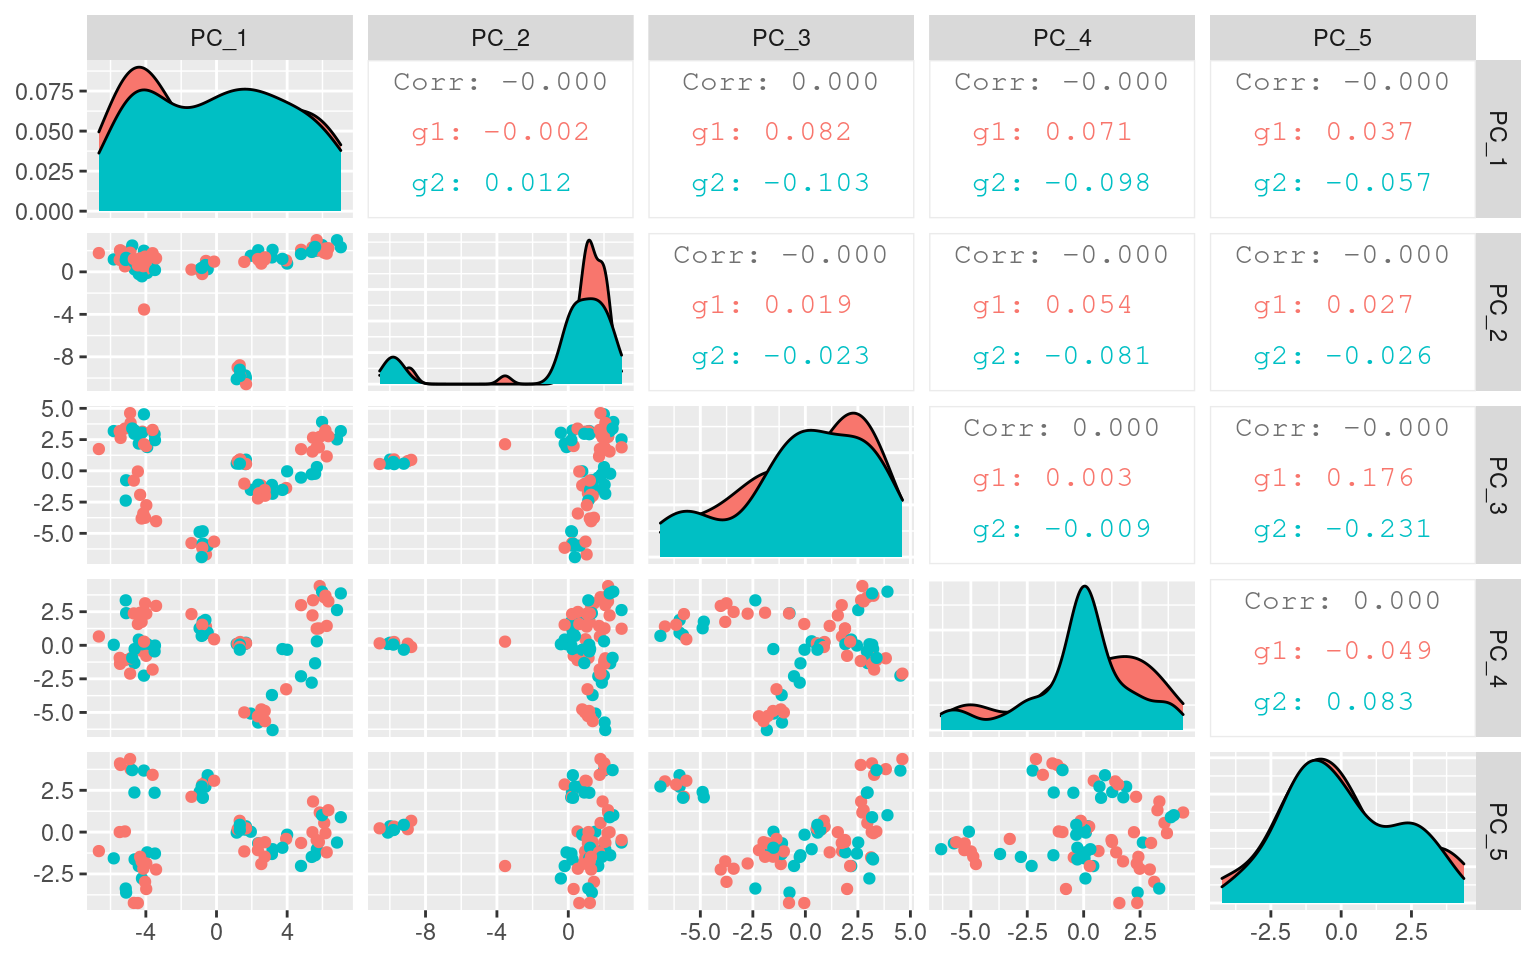 PC_1 PC_2 PC_3 PC_4 PC_5
0.075
0.050
0.025
0.000
Corr: −0.000
g1: −0.002
g2: 0.012
Corr: 0.000
g1: 0.082
g2: −0.103
Corr: −0.000
g1: 0.071
g2: −0.098
Corr: −0.000
g1: 0.037
g2: −0.057
PC_1
0
-4
-8
Corr: −0.000
g1: 0.019
g2: −0.023
Corr: −0.000
g1: 0.054
g2: −0.081
Corr: −0.000
g1: 0.027
g2: −0.026
PC_2
5.0
2.5
0.0
-2.5
-5.0
Corr: 0.000
g1: 0.003
g2: −0.009
Corr: −0.000
g1: 0.176
g2: −0.231
PC_3
2.5
0.0
-2.5
-5.0
Corr: 0.000
g1: −0.049
g2: 0.083
PC_4
2.5
0.0
-2.5
PC_5
-4 0 4
-8 -4 0
-5.0 -2.5 0.0 2.5 5.0
-5.0 -2.5 0.0 2.5
-2.5 0.0 2.5